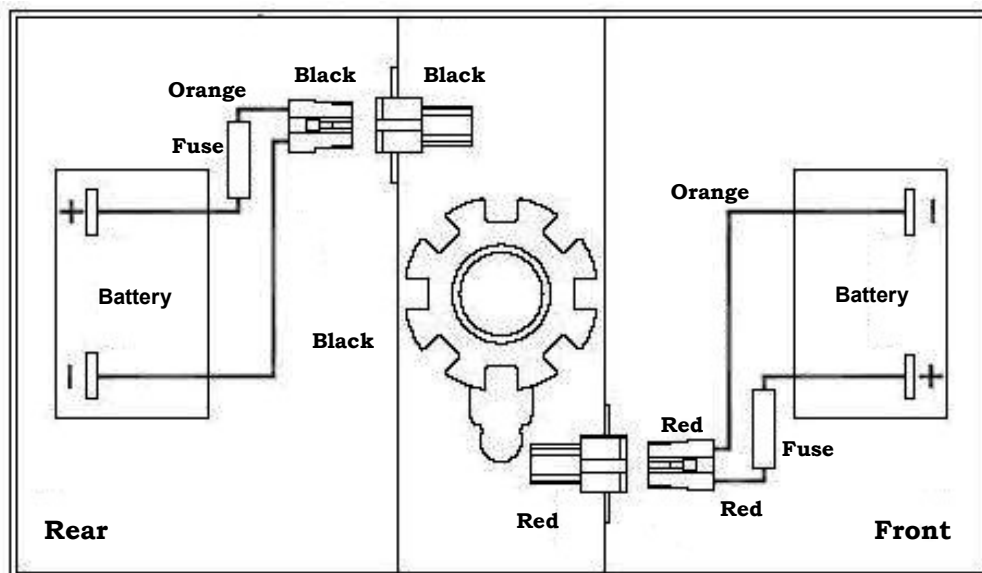 Black
Black
Orange
Fuse
+
Battery
-
Black
Rear
Orange
-
Battery
+
Red
Fuse
Red
Red
Front